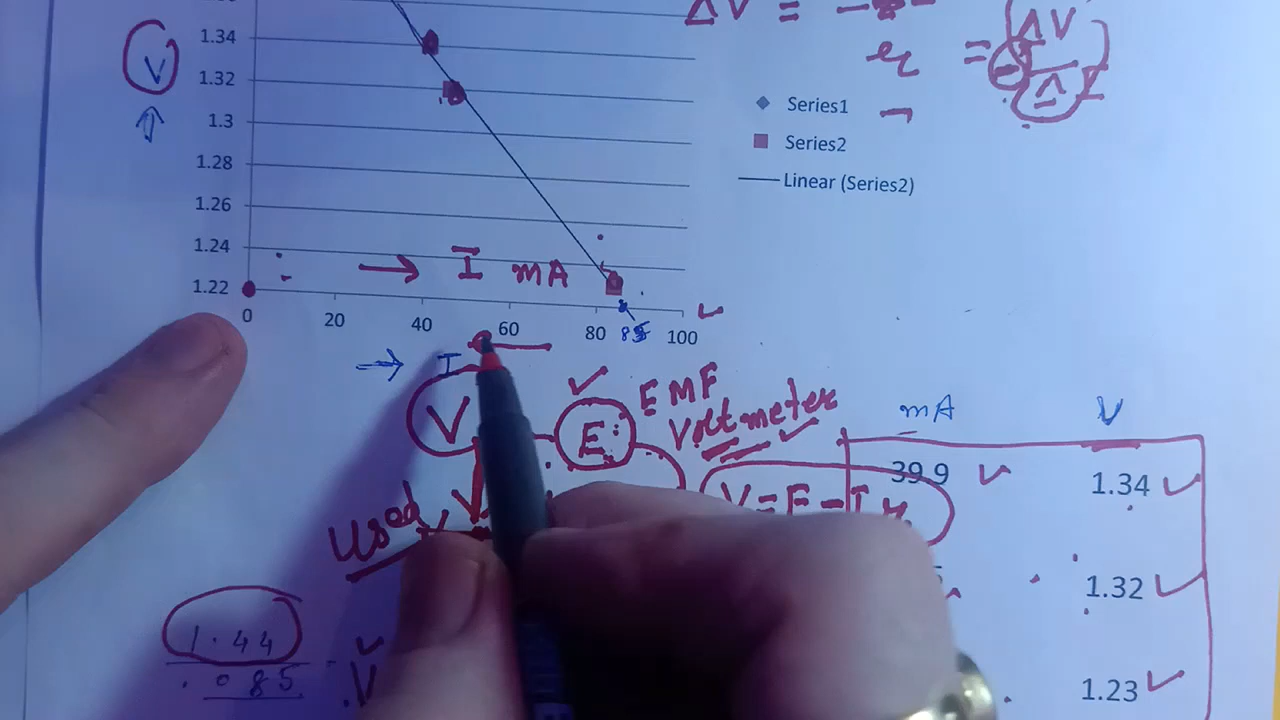 ΔV =
1.34
V
r = (ΔV
1.32
ΔI
Series1
1.3
Series2
1.28
Linear (Series2)
1.26
1.24
→ I mA
1.22
0 20 40 60 80 85 100
→ I
EMF
V E Voltmeter
mA V
39.9 1.34
V = E - I r
Used
1.32
1.44
.085
V
1.23